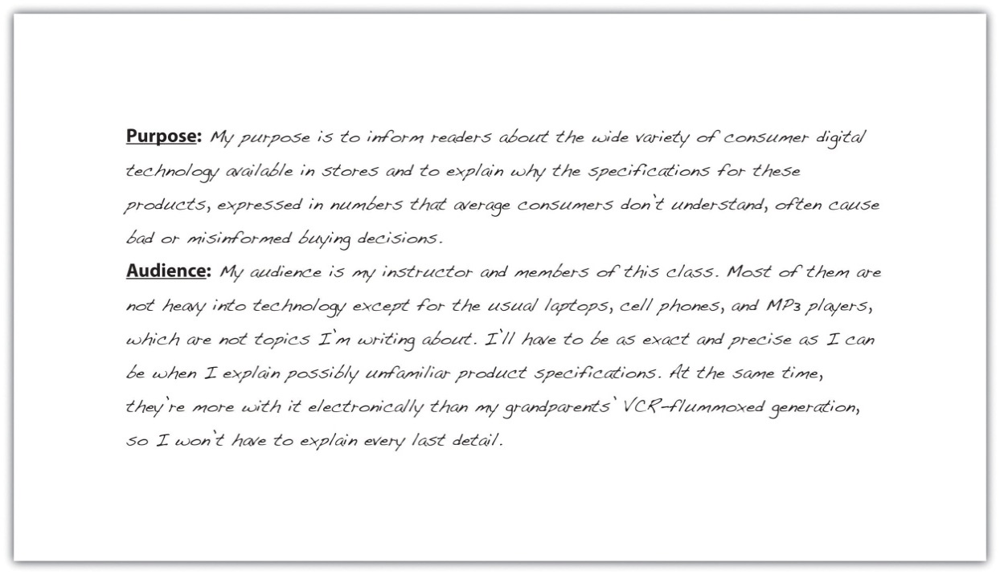 Purpose: My purpose is to inform readers about the wide variety of consumer digital
technology available in stores and to explain why the specifications for these
products, expressed in numbers that average consumers don't understand, often cause
bad or misinformed buying decisions.
Audience: My audience is my instructor and members of this class. Most of them are
not heavy into technology except for the usual laptops, cell phones, and MP3 players,
which are not topics I'm writing about. I'll have to be as exact and precise as I can
be when I explain possibly unfamiliar product specifications. At the same time,
they're more with it electronically than my grandparents' VCR-flummoxed generation,
so I won't have to explain every last detail.